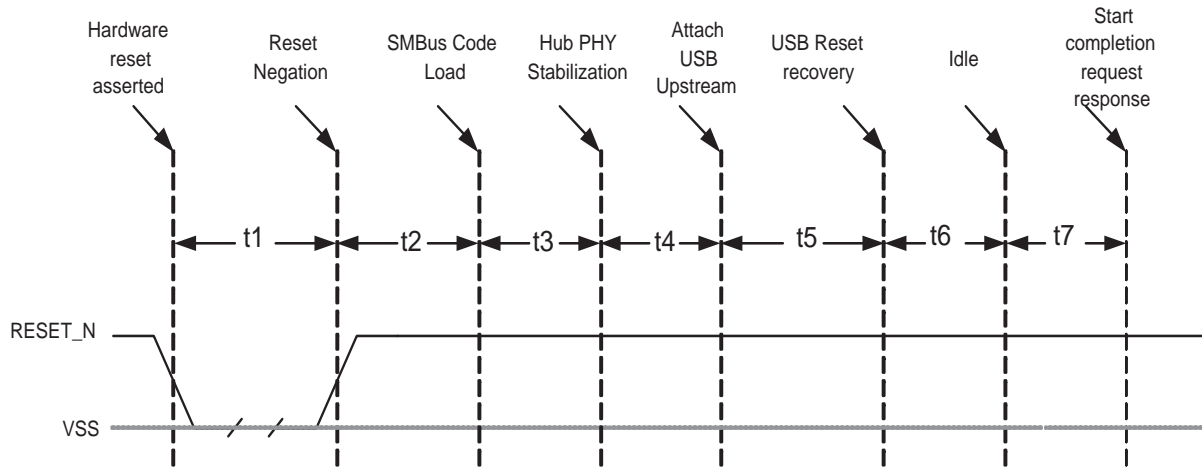 Hardware
reset
asserted
Reset
Negation
SMBus Code
Load
Hub PHY
Stabilization
Attach
USB
Upstream
USB Reset
recovery
Idle
Start
completion
request
response
t1
t2
t3
t4
t5
t6
t7
RESET_N
VSS